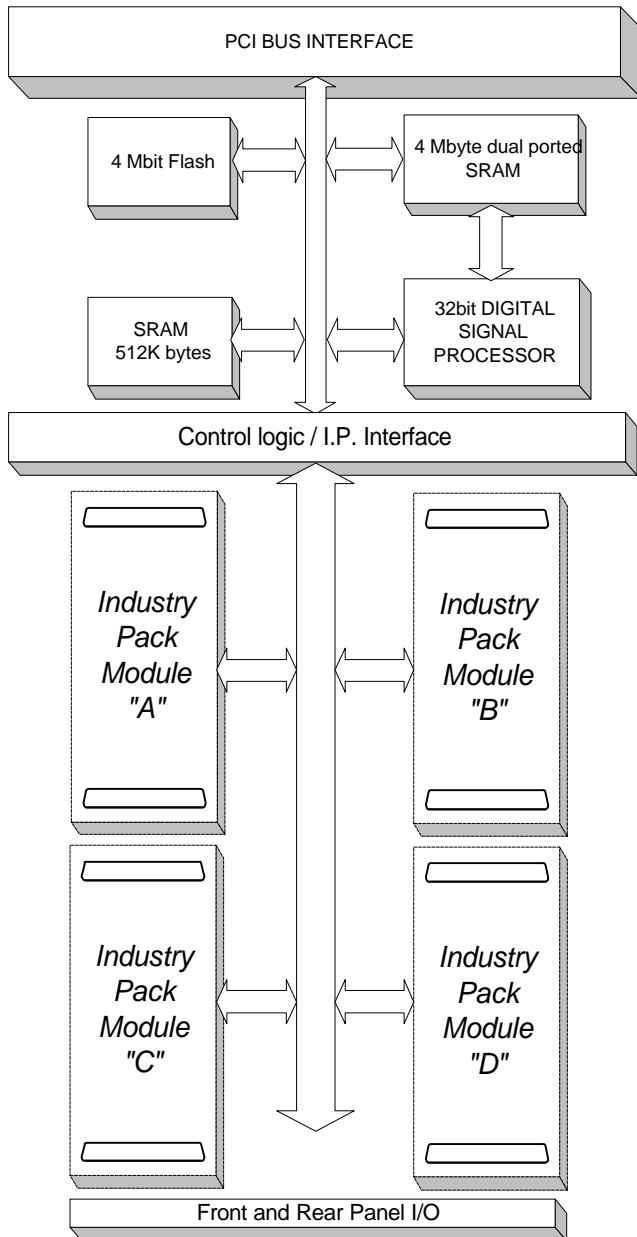 PCI BUS INTERFACE
4 Mbit Flash
4 Mbyte dual ported
SRAM
SRAM
512K bytes
32bit DIGITAL
SIGNAL
PROCESSOR
Control logic / I.P. Interface
Industry
Pack
Module
"A"
Industry
Pack
Module
"B"
Industry
Pack
Module
"C"
Industry
Pack
Module
"D"
Front and Rear Panel I/O